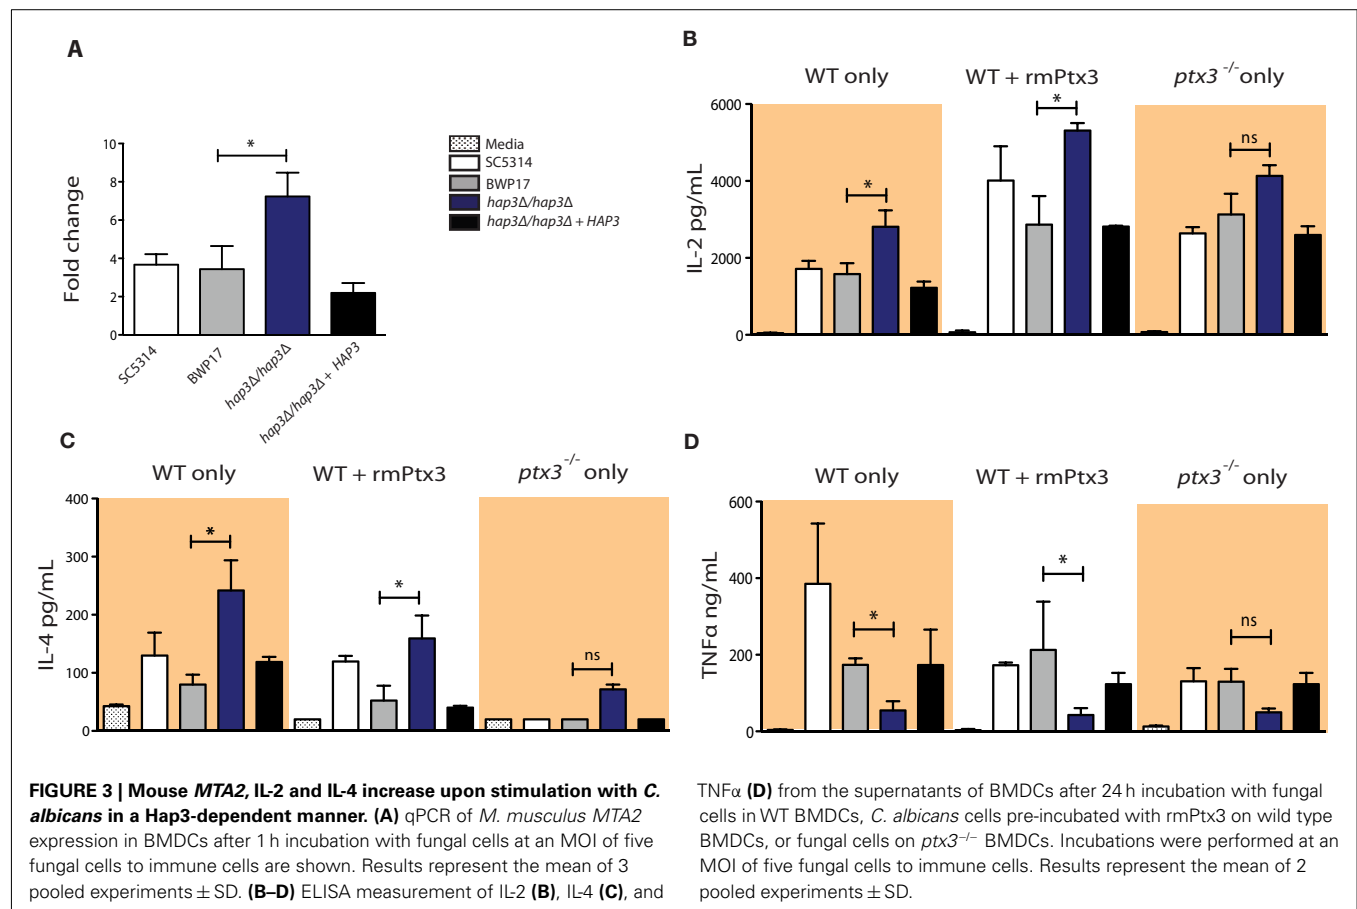 A
Fold change
10
8
6
4
2
0
*
SC5314
BWP17
hap3Δ/hap3Δ
hap3Δ/hap3Δ + HAP3
Media
SC5314
BWP17
hap3Δ/hap3Δ
hap3Δ/hap3Δ + HAP3
B
WT only
WT + rmPtx3
ptx3 -/- only
IL-2 pg/mL
6000
4000
2000
0
*
*
ns
C
WT only
WT + rmPtx3
ptx3 -/- only
IL-4 pg/mL
400
300
200
100
0
*
*
ns
D
WT only
WT + rmPtx3
ptx3 -/- only
TNFα ng/mL
600
400
200
0
*
*
ns
FIGURE 3 | Mouse MTA2, IL-2 and IL-4 increase upon stimulation with C.
albicans in a Hap3-dependent manner. (A) qPCR of M. musculus MTA2
expression in BMDCs after 1 h incubation with fungal cells at an MOI of five
fungal cells to immune cells are shown. Results represent the mean of 3
pooled experiments ± SD. (B–D) ELISA measurement of IL-2 (B), IL-4 (C), and
TNFα (D) from the supernatants of BMDCs after 24 h incubation with fungal
cells in WT BMDCs, C. albicans cells pre-incubated with rmPtx3 on wild type
BMDCs, or fungal cells on ptx3−/− BMDCs. Incubations were performed at an
MOI of five fungal cells to immune cells. Results represent the mean of 2
pooled experiments ± SD.